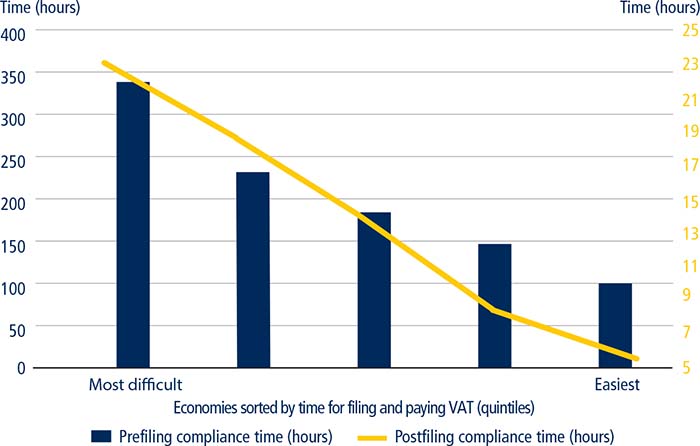 Time (hours) Time (hours)
400 25
350 23
300 21
250 19
200 17
150 15
100 13
50 11
0 9
7
5
Most difficult Easiest
Economies sorted by time for filing and paying VAT (quintiles)
Prefiling compliance time (hours) Postfiling compliance time (hours)